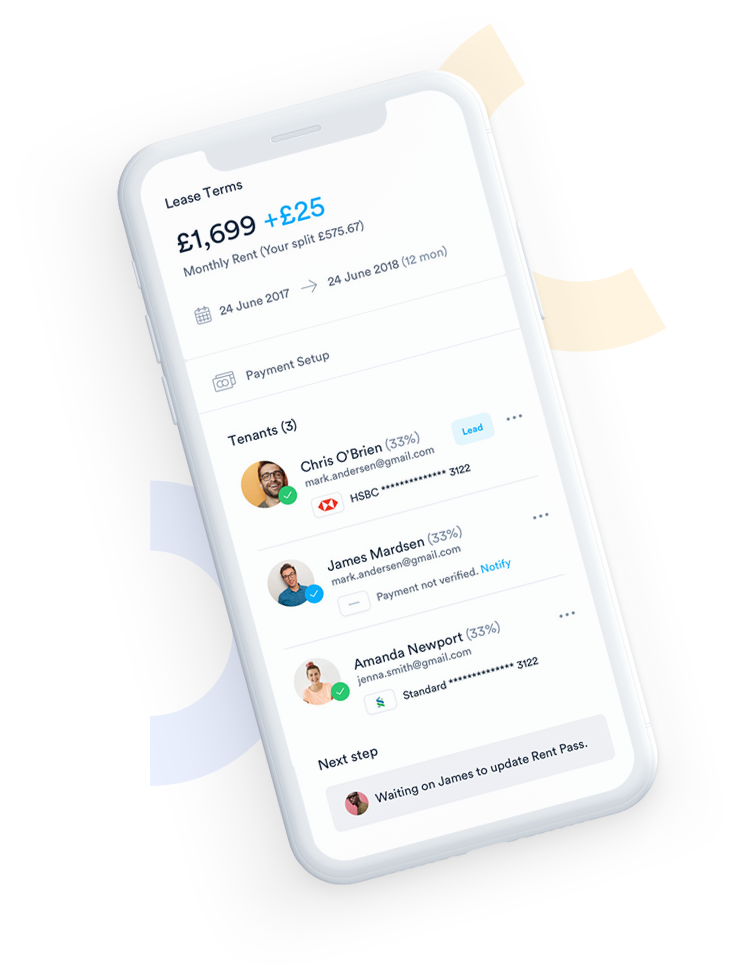 Lease Terms
£1,699 +£25
Monthly Rent (Your split £575.67)
24 June 2017 → 24 June 2018 (12 mon)
Payment Setup
Tenants (3)
Chris O'Brien (33%)
Lead
mark.andersen@gmail.com
HSBC ************** 3122
James Mardsen (33%)
mark.andersen@gmail.com
Payment not verified. Notify
Amanda Newport (33%)
jenna.smith@gmail.com
Standard ************** 3122
Next step
Waiting on James to update Rent Pass.